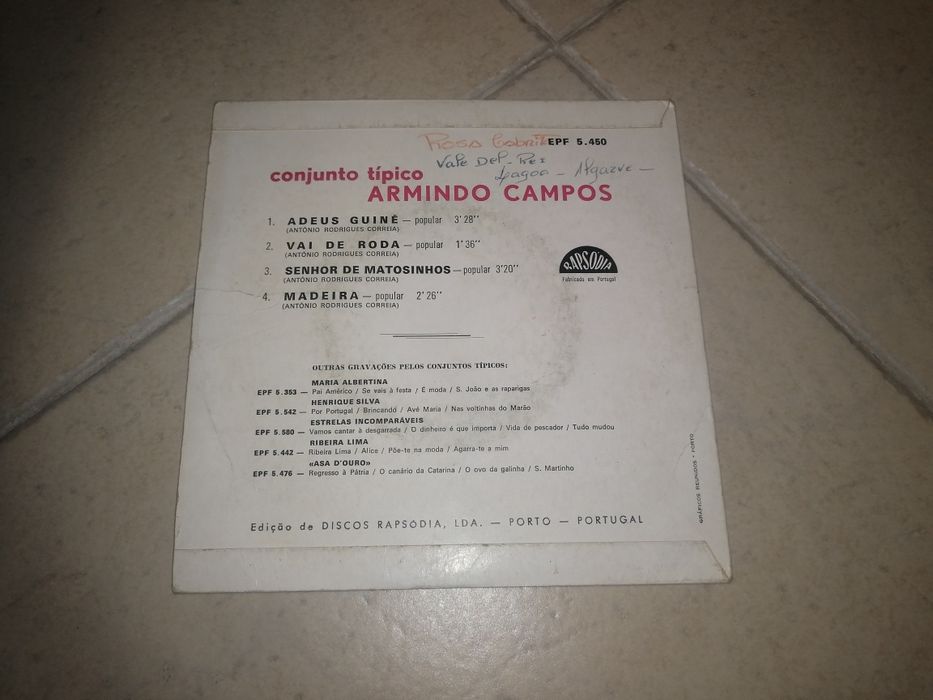 Rosa Cabrita EPF 5.450
Vale Del-Rei
Lagoa - Algarve -
conjunto típico
ARMINDO CAMPOS
1. ADEUS GUINÉ — popular 3'28''
(ANTÓNIO RODRIGUES CORREIA)
2. VAI DE RODA — popular 1'36''
(ANTÓNIO RODRIGUES CORREIA)
3. SENHOR DE MATOSINHOS — popular 3'20''
(ANTÓNIO RODRIGUES CORREIA)
4. MADEIRA — popular 2'26''
(ANTÓNIO RODRIGUES CORREIA)
RAPSÓDIA
Fabricado em Portugal
OUTRAS GRAVAÇÕES PELOS CONJUNTOS TÍPICOS:
MARIA ALBERTINA
EPF 5.353 — Pai Américo / Se vais à festa / É moda / S. João e as raparigas
HENRIQUE SILVA
EPF 5.542 — Por Portugal / Brincando / Avé Maria / Nas voltinhas do Marão
ESTRELAS INCOMPARÁVEIS
EPF 5.580 — Vamos cantar à desgarrada / O dinheiro é que importa / Vida de pescador / Tudo mudou
RIBEIRA LIMA
EPF 5.442 — Ribeira Lima / Alice / Põe-te na moda / Agarra-te a mim
«ASA D'OURO»
EPF 5.476 — Regresso à Pátria / O canário da Catarina / O ovo da galinha / S. Martinho
GRÁFICOS REUNIDOS - PORTO
Edição de DISCOS RAPSÓDIA, LDA. — PORTO — PORTUGAL